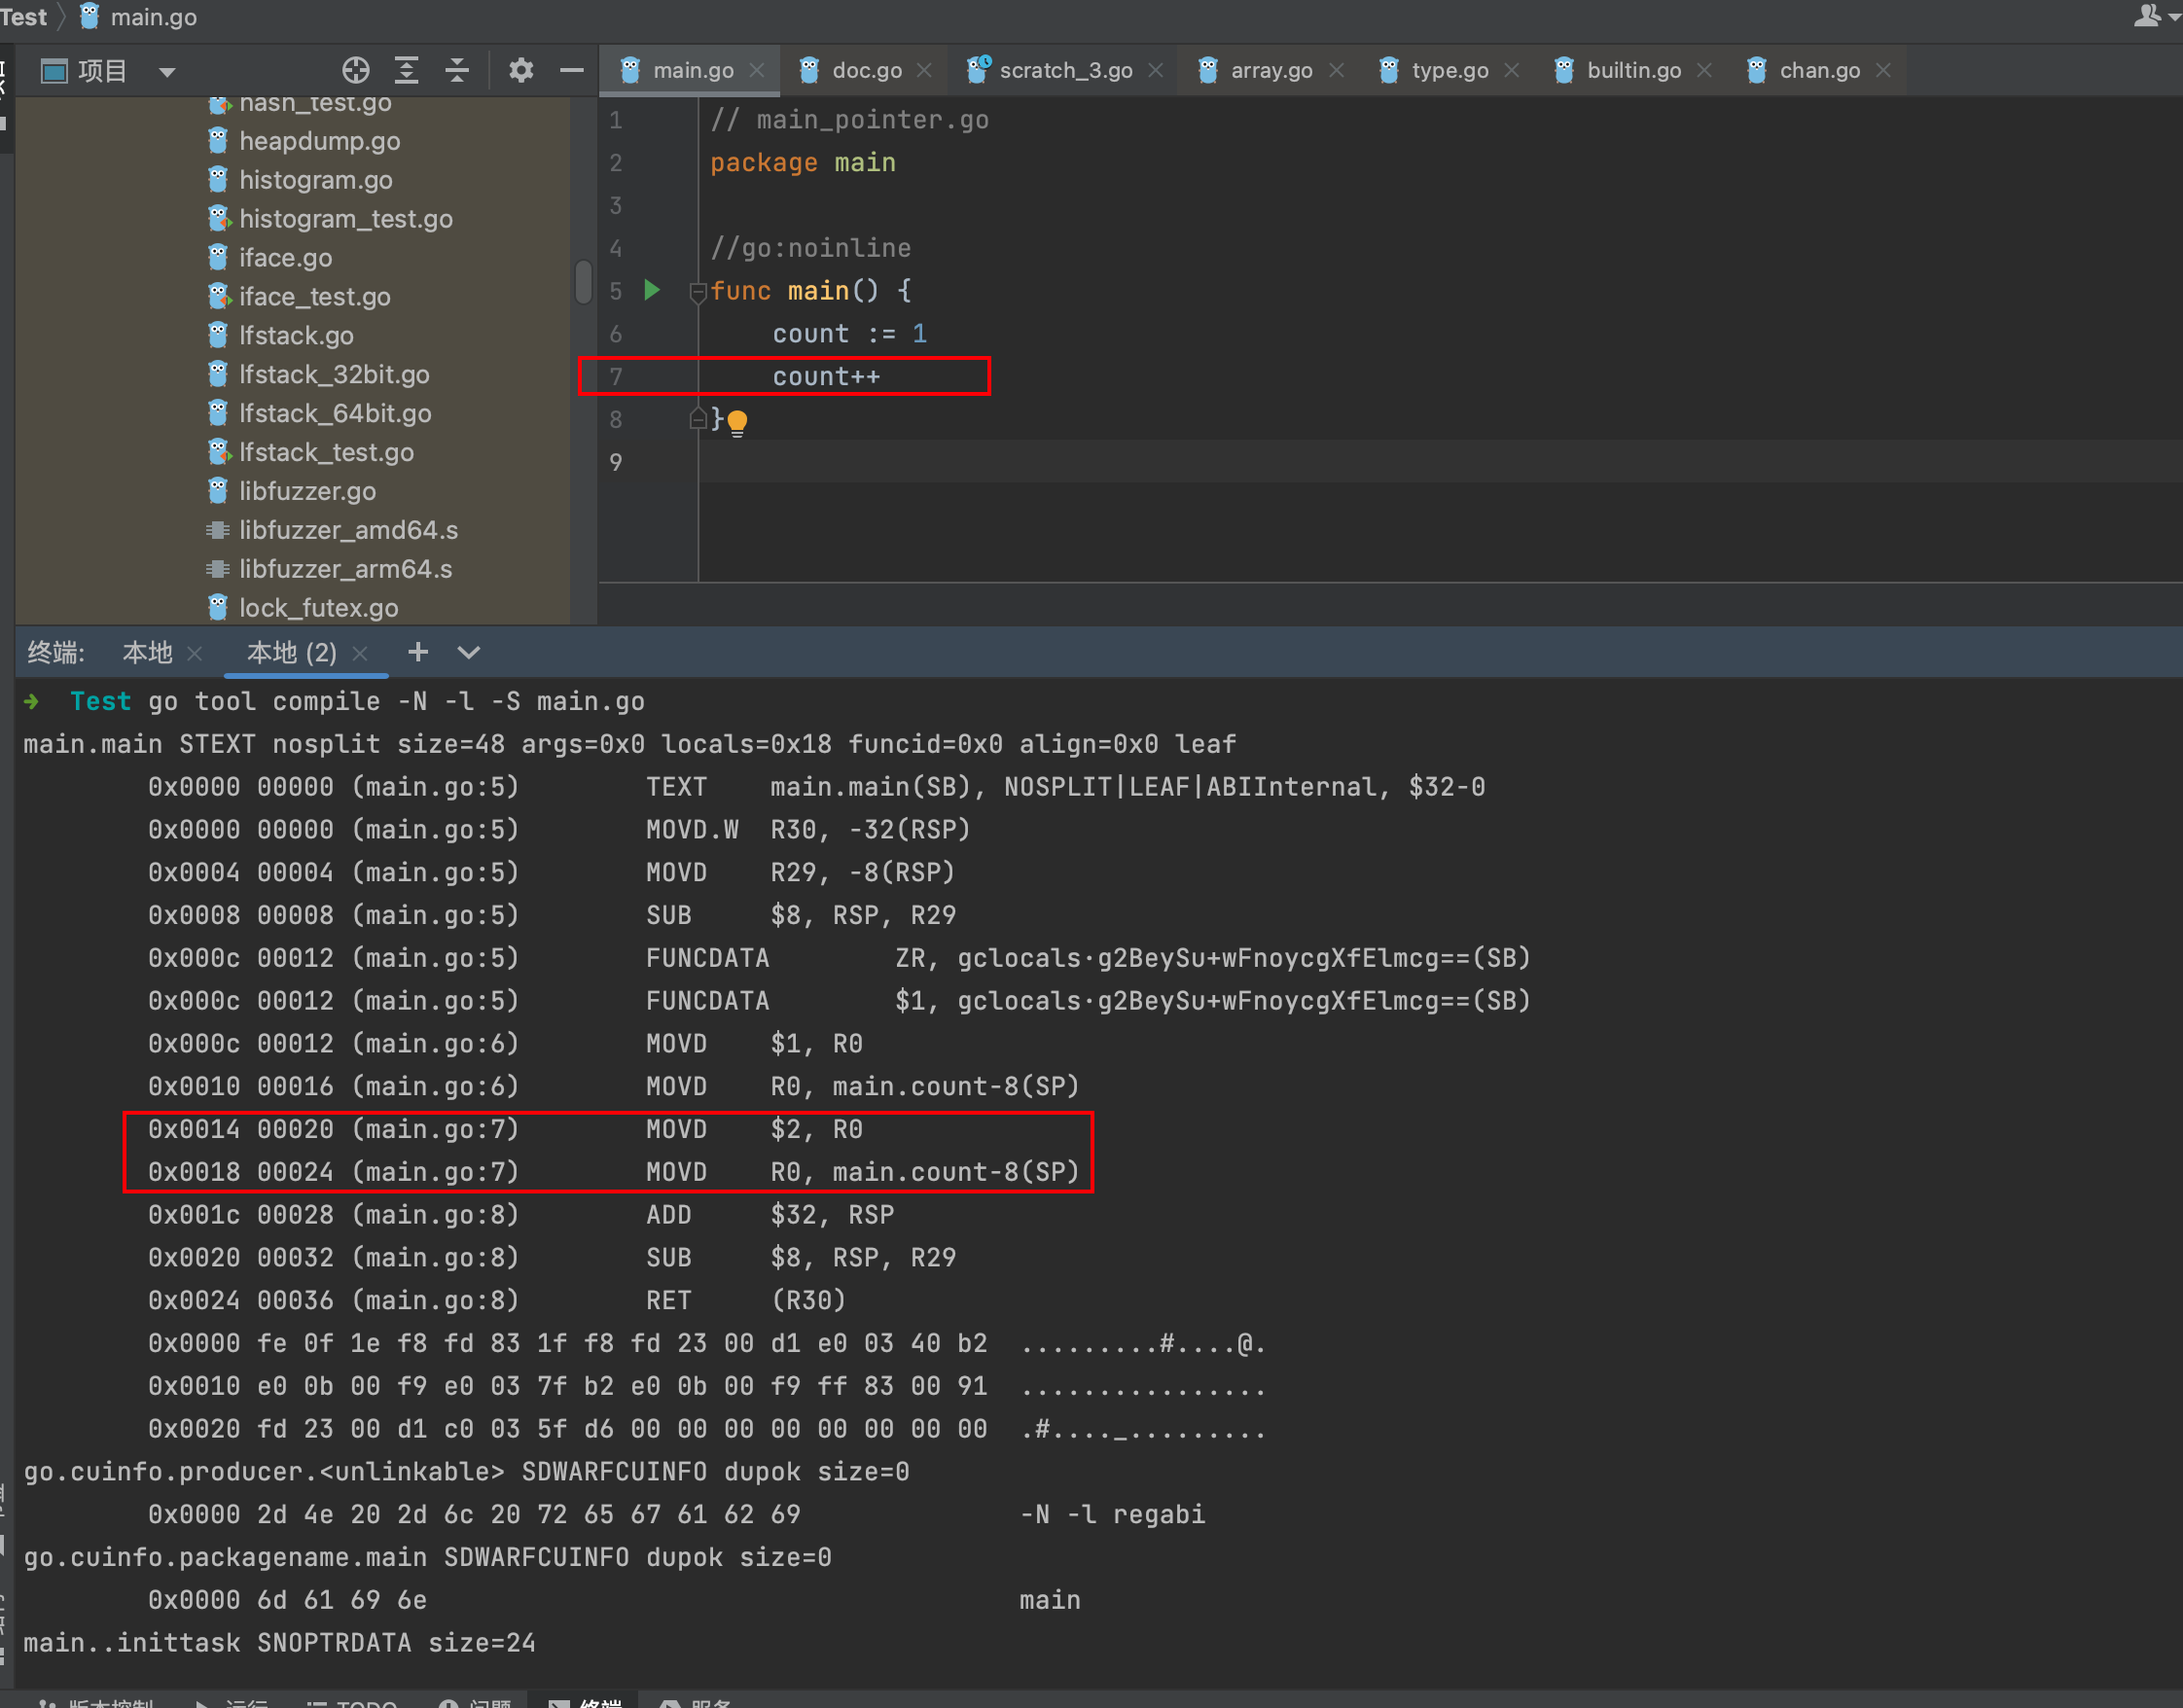 Test main.go
项目
main.go doc.go scratch_3.go array.go type.go builtin.go chan.go
hash_test.go
heapdump.go
histogram.go
histogram_test.go
iface.go
iface_test.go
lfstack.go
lfstack_32bit.go
lfstack_64bit.go
lfstack_test.go
libfuzzer.go
libfuzzer_amd64.s
libfuzzer_arm64.s
lock_futex.go
1 // main_pointer.go
2 package main
3
4 //go:noinline
5 func main() {
6 count := 1
7 count++
8 }
9
终端: 本地 本地 (2)
➜ Test go tool compile -N -l -S main.go
main.main STEXT nosplit size=48 args=0x0 locals=0x18 funcid=0x0 align=0x0 leaf
0x0000 00000 (main.go:5) TEXT main.main(SB), NOSPLIT|LEAF|ABIInternal, $32-0
0x0000 00000 (main.go:5) MOVD.W R30, -32(RSP)
0x0004 00004 (main.go:5) MOVD R29, -8(RSP)
0x0008 00008 (main.go:5) SUB $8, RSP, R29
0x000c 00012 (main.go:5) FUNCDATA ZR, gclocals·g2BeySu+wFnoycgXfElmcg==(SB)
0x000c 00012 (main.go:5) FUNCDATA $1, gclocals·g2BeySu+wFnoycgXfElmcg==(SB)
0x000c 00012 (main.go:6) MOVD $1, R0
0x0010 00016 (main.go:6) MOVD R0, main.count-8(SP)
0x0014 00020 (main.go:7) MOVD $2, R0
0x0018 00024 (main.go:7) MOVD R0, main.count-8(SP)
0x001c 00028 (main.go:8) ADD $32, RSP
0x0020 00032 (main.go:8) SUB $8, RSP, R29
0x0024 00036 (main.go:8) RET (R30)
0x0000 fe 0f 1e f8 fd 83 1f f8 fd 23 00 d1 e0 03 40 b2 .........#....@.
0x0010 e0 0b 00 f9 e0 03 7f b2 e0 0b 00 f9 ff 83 00 91 ................
0x0020 fd 23 00 d1 c0 03 5f d6 00 00 00 00 00 00 00 00 .#...._.........
go.cuinfo.producer.<unlinkable> SDWARFCUINFO dupok size=0
0x0000 2d 4e 20 2d 6c 20 72 65 67 61 62 69 -N -l regabi
go.cuinfo.packagename.main SDWARFCUINFO dupok size=0
0x0000 6d 61 69 6e main
main..inittask SNOPTRDATA size=24
版本控制 运行 TODO 问题 终端 服务